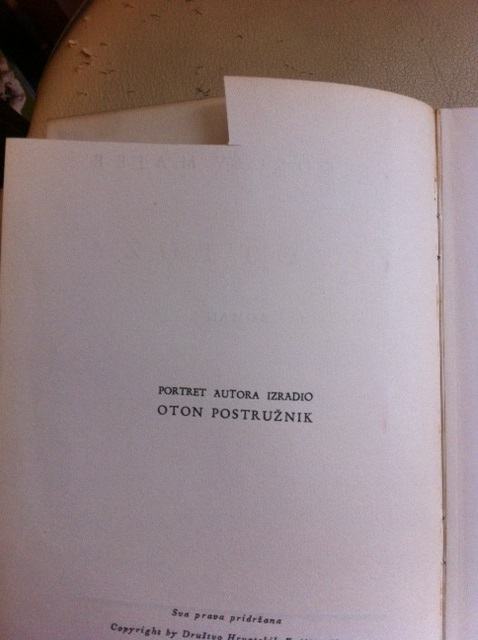 PORTRET AUTORA IZRADIO
OTON POSTRUŽNIK
Sva prava pridržana
Copyright by Društvo